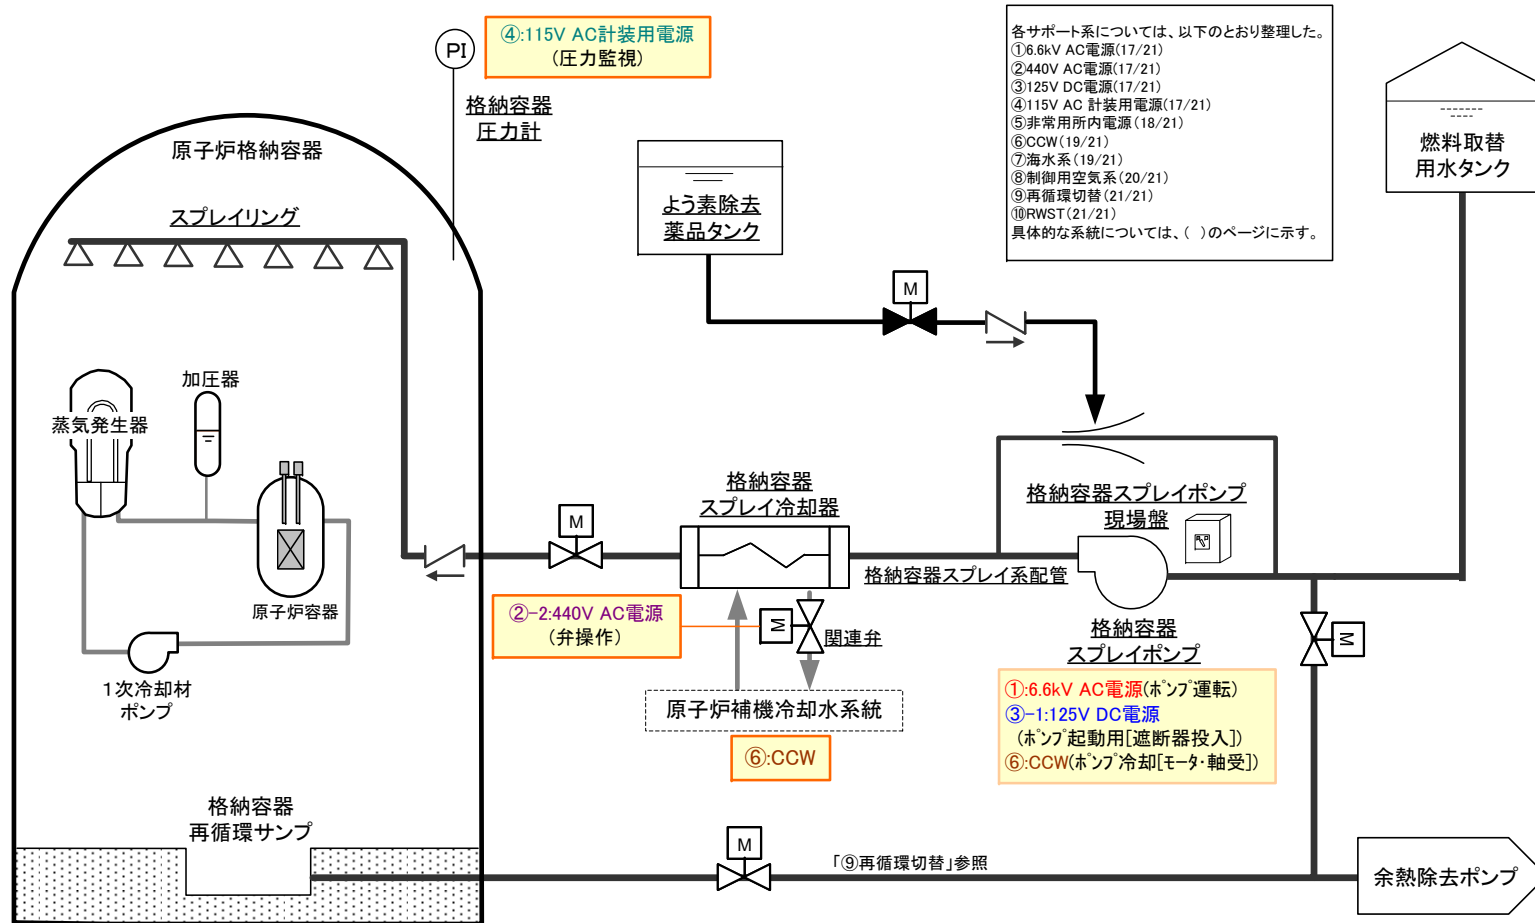 ④:115V AC計装用電源
(圧力監視)
PI
格納容器
圧力計
各サポート系については、以下のとおり整理した。
①6.6kV AC電源(17/21)
②440V AC電源(17/21)
③125V DC電源(17/21)
④115V AC 計装用電源(17/21)
⑤非常用所内電源(18/21)
⑥CCW(19/21)
⑦海水系(19/21)
⑧制御用空気系(20/21)
⑨再循環切替(21/21)
⑩RWST(21/21)
具体的な系統については、( )のページに示す。
燃料取替
用水タンク
原子炉格納容器
スプレイリング
よう素除去
薬品タンク
M
加圧器
蒸気発生器
原子炉容器
1次冷却材
ポンプ
M
格納容器
スプレイ冷却器
格納容器スプレイポンプ
現場盤
格納容器スプレイ系配管
②-2:440V AC電源
(弁操作)
M
関連弁
原子炉補機冷却水系統
⑥:CCW
格納容器
スプレイポンプ
M
①:6.6kV AC電源(ﾎﾟﾝﾌﾟ運転)
③-1:125V DC電源
(ﾎﾟﾝﾌﾟ起動用[遮断器投入])
⑥:CCW(ﾎﾟﾝﾌﾟ冷却[ﾓｰﾀ・軸受])
格納容器
再循環サンプ
M
「⑨再循環切替」参照
余熱除去ポンプ